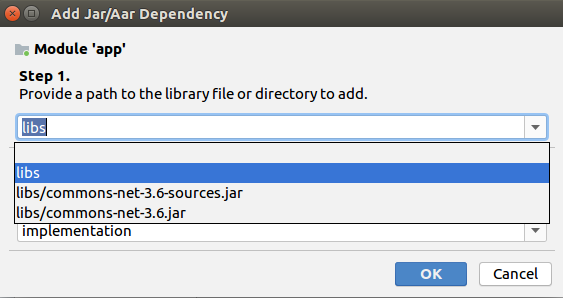 Add Jar/Aar Dependency
Module 'app'
Step 1.
Provide a path to the library file or directory to add.
libs
libs
libs/commons-net-3.6-sources.jar
libs/commons-net-3.6.jar
implementation
OK
Cancel